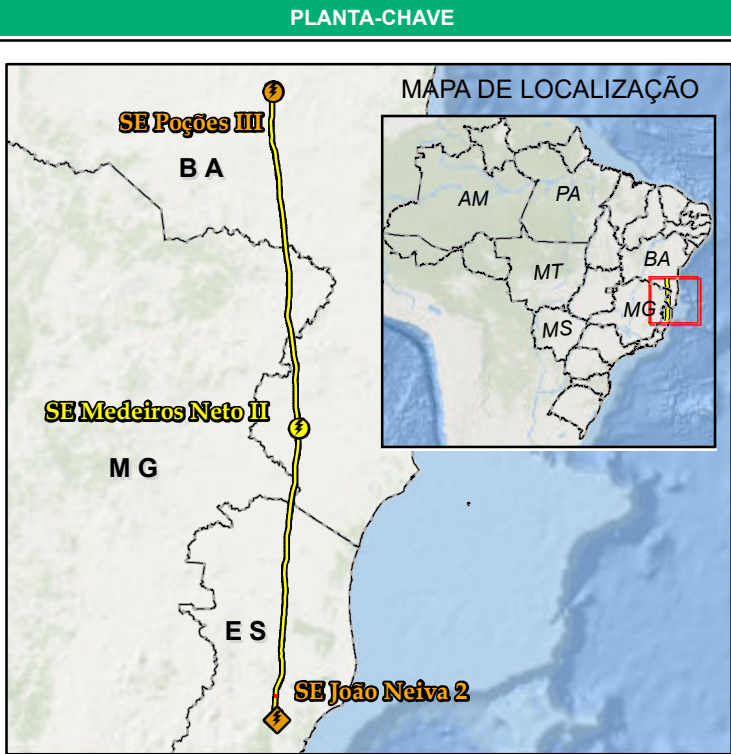 PLANTA-CHAVE
MAPA DE LOCALIZAÇÃO
SE Poções III
B A
AM
PA
BA
MT
MG
MS
SE Medeiros Neto II
M G
E S
SE João Neiva 2